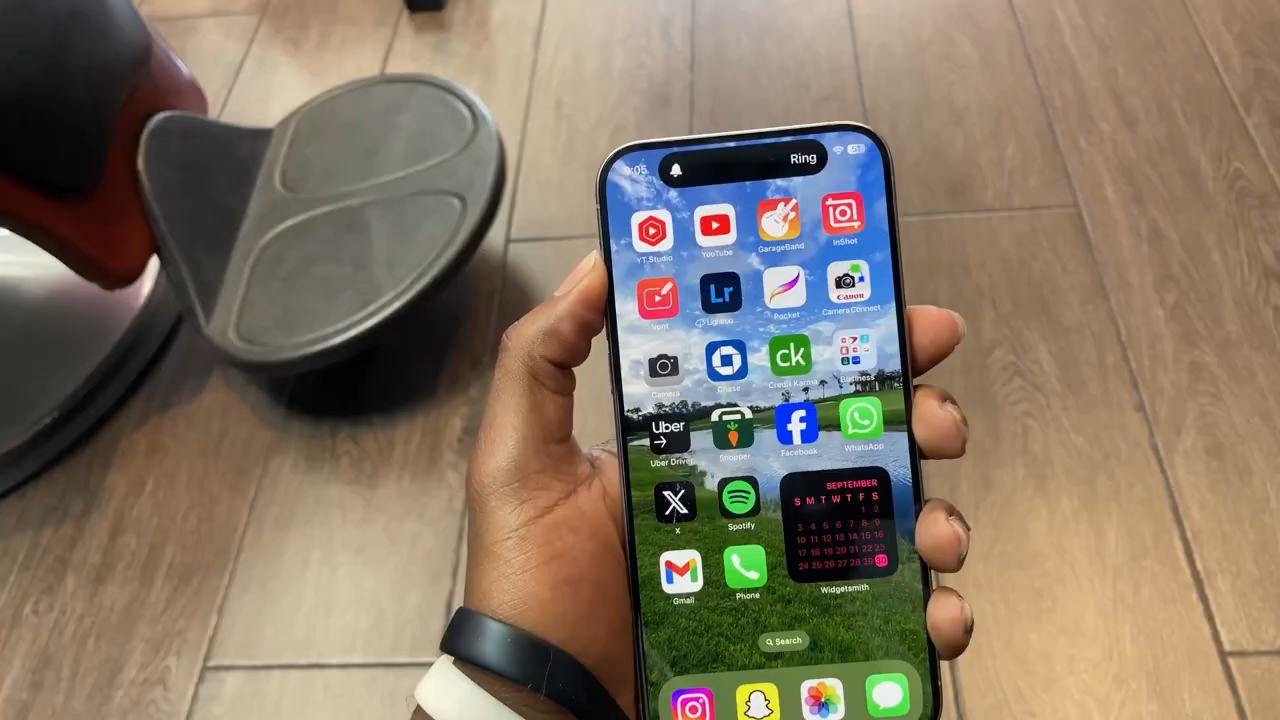 9:05
Ring
51
YT Studio
YouTube
GarageBand
InShot
Lr
Pocket
Canon
Camera Connect
Camera
Chase
ck
Credit Karma
Business
Uber
Uber Driver
Shopper
Facebook
WhatsApp
X
Spotify
SEPTEMBER
S M T W T F S
1 2
3 4 5 6 7 8 9
10 11 12 13 14 15 16
17 18 19 20 21 22 23
24 25 26 27 28 29 30
Widgetsmith
Gmail
Phone
Search